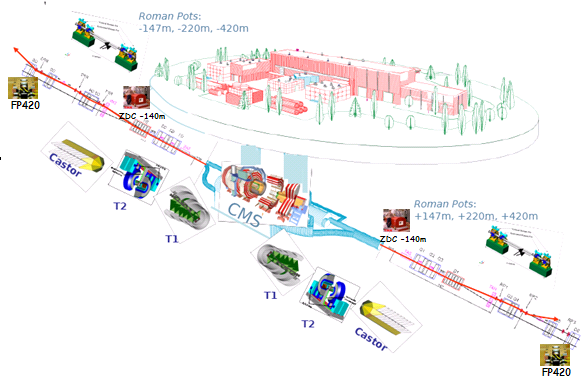 Roman Pots:
-147m, -220m, -420m
FP420
ZDC -140m
Castor
T2
T1
CMS
Roman Pots:
+147m, +220m, +420m
ZDC -140m
T1
T2
Castor
FP420